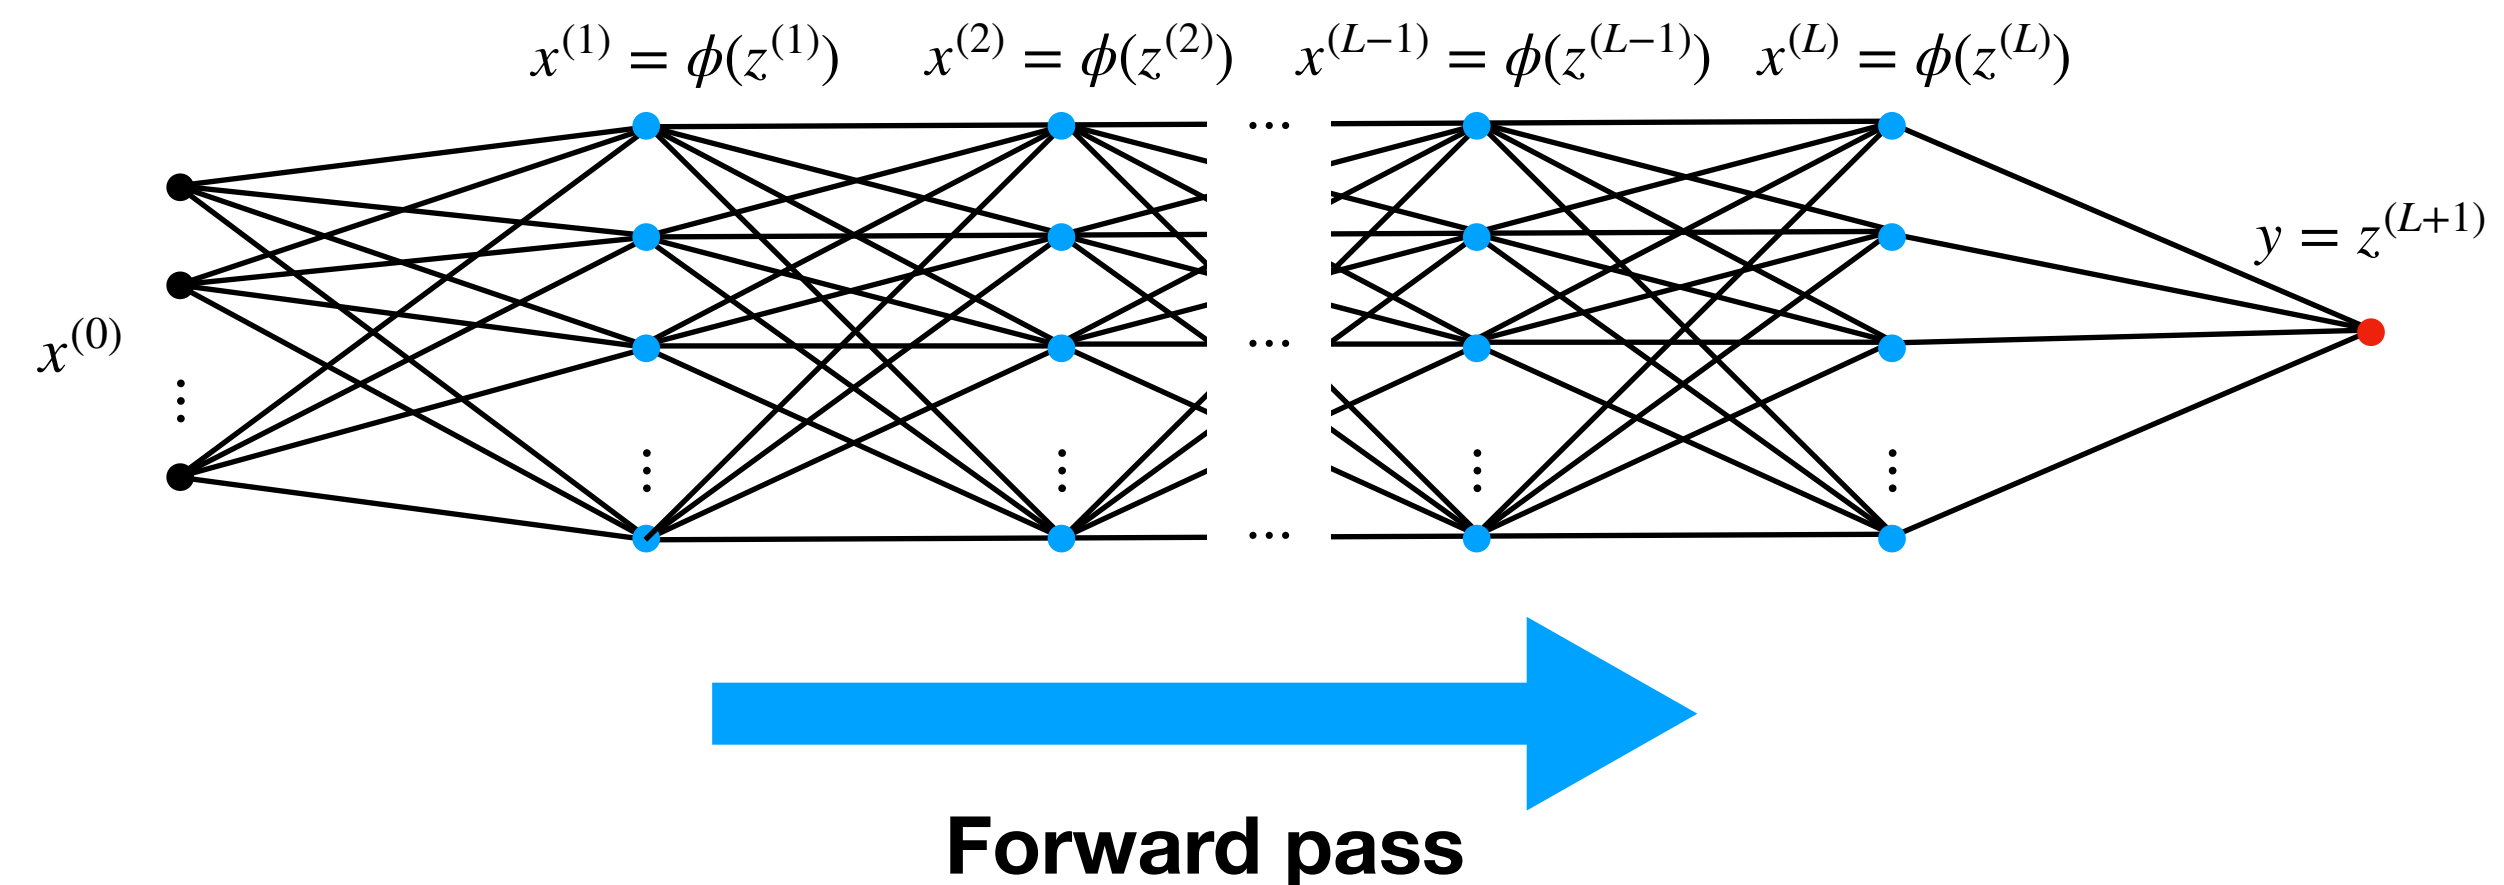 x^{(1)} = ϕ(z^{(1)}) x^{(2)} = ϕ(z^{(2)}) x^{(L−1)} = ϕ(z^{(L−1)}) x^{(L)} = ϕ(z^{(L)})
y = z^{(L+1)}
x^{(0)}
Forward pass